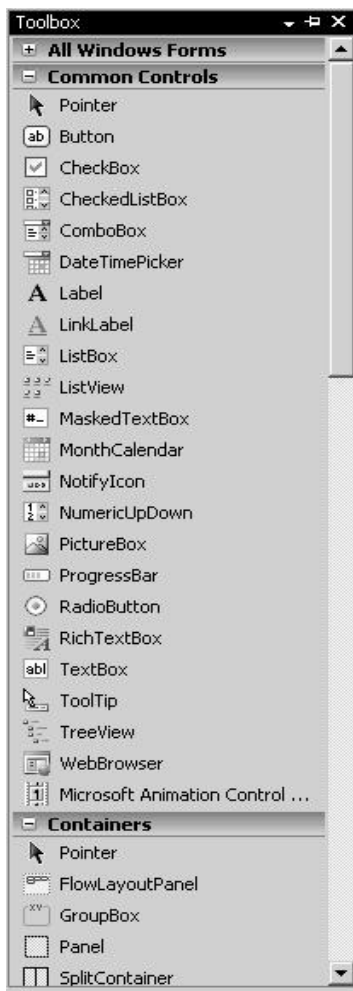 Toolbox
All Windows Forms
Common Controls
Pointer
Button
CheckBox
CheckedListBox
ComboBox
DateTimePicker
Label
LinkLabel
ListBox
ListView
MaskedTextBox
MonthCalendar
NotifyIcon
NumericUpDown
PictureBox
ProgressBar
RadioButton
RichTextBox
TextBox
ToolTip
TreeView
WebBrowser
Microsoft Animation Control ...
Containers
Pointer
FlowLayoutPanel
GroupBox
Panel
SplitContainer